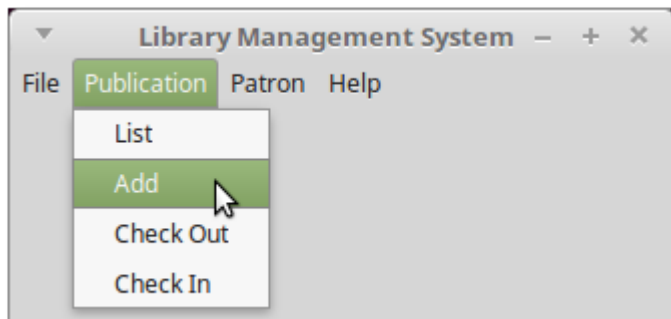 Library Management System
File Publication Patron Help
List
Add
Check Out
Check In